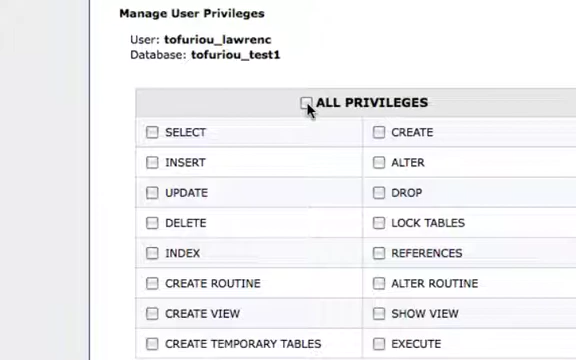 Manage User Privileges
User: tofuriou_lawrenc
Database: tofuriou_test1
ALL PRIVILEGES
SELECT CREATE
INSERT ALTER
UPDATE DROP
DELETE LOCK TABLES
INDEX REFERENCES
CREATE ROUTINE ALTER ROUTINE
CREATE VIEW SHOW VIEW
CREATE TEMPORARY TABLES EXECUTE